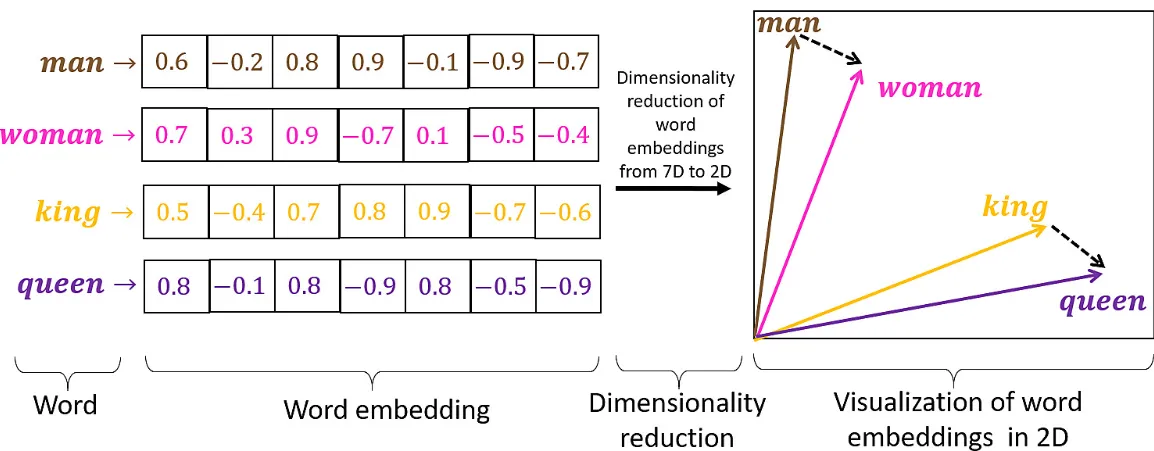 man → 0.6 −0.2 0.8 0.9 −0.1 −0.9 −0.7
woman → 0.7 0.3 0.9 −0.7 0.1 −0.5 −0.4
king → 0.5 −0.4 0.7 0.8 0.9 −0.7 −0.6
queen → 0.8 −0.1 0.8 −0.9 0.8 −0.5 −0.9
Dimensionality
reduction of
word
embeddings
from 7D to 2D
man
woman
king
queen
Word
Word embedding
Dimensionality
reduction
Visualization of word
embeddings in 2D